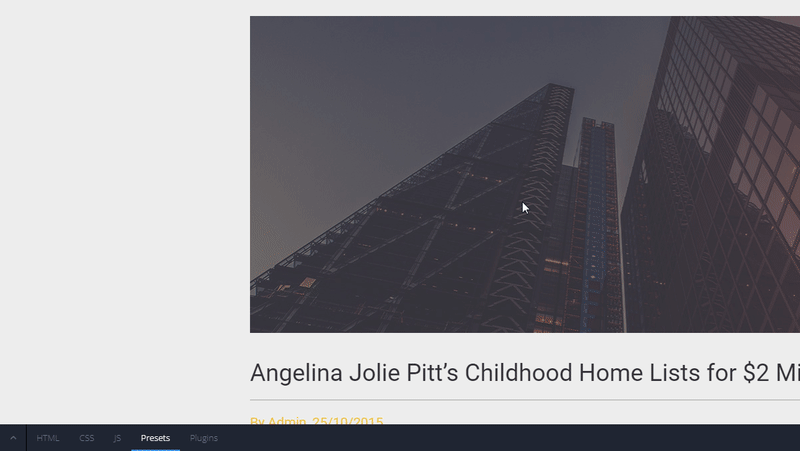 Angelina Jolie Pitt’s Childhood Home Lists for $2 Mi
By Admin, 25/10/2015
HTML CSS JS Presets Plugins